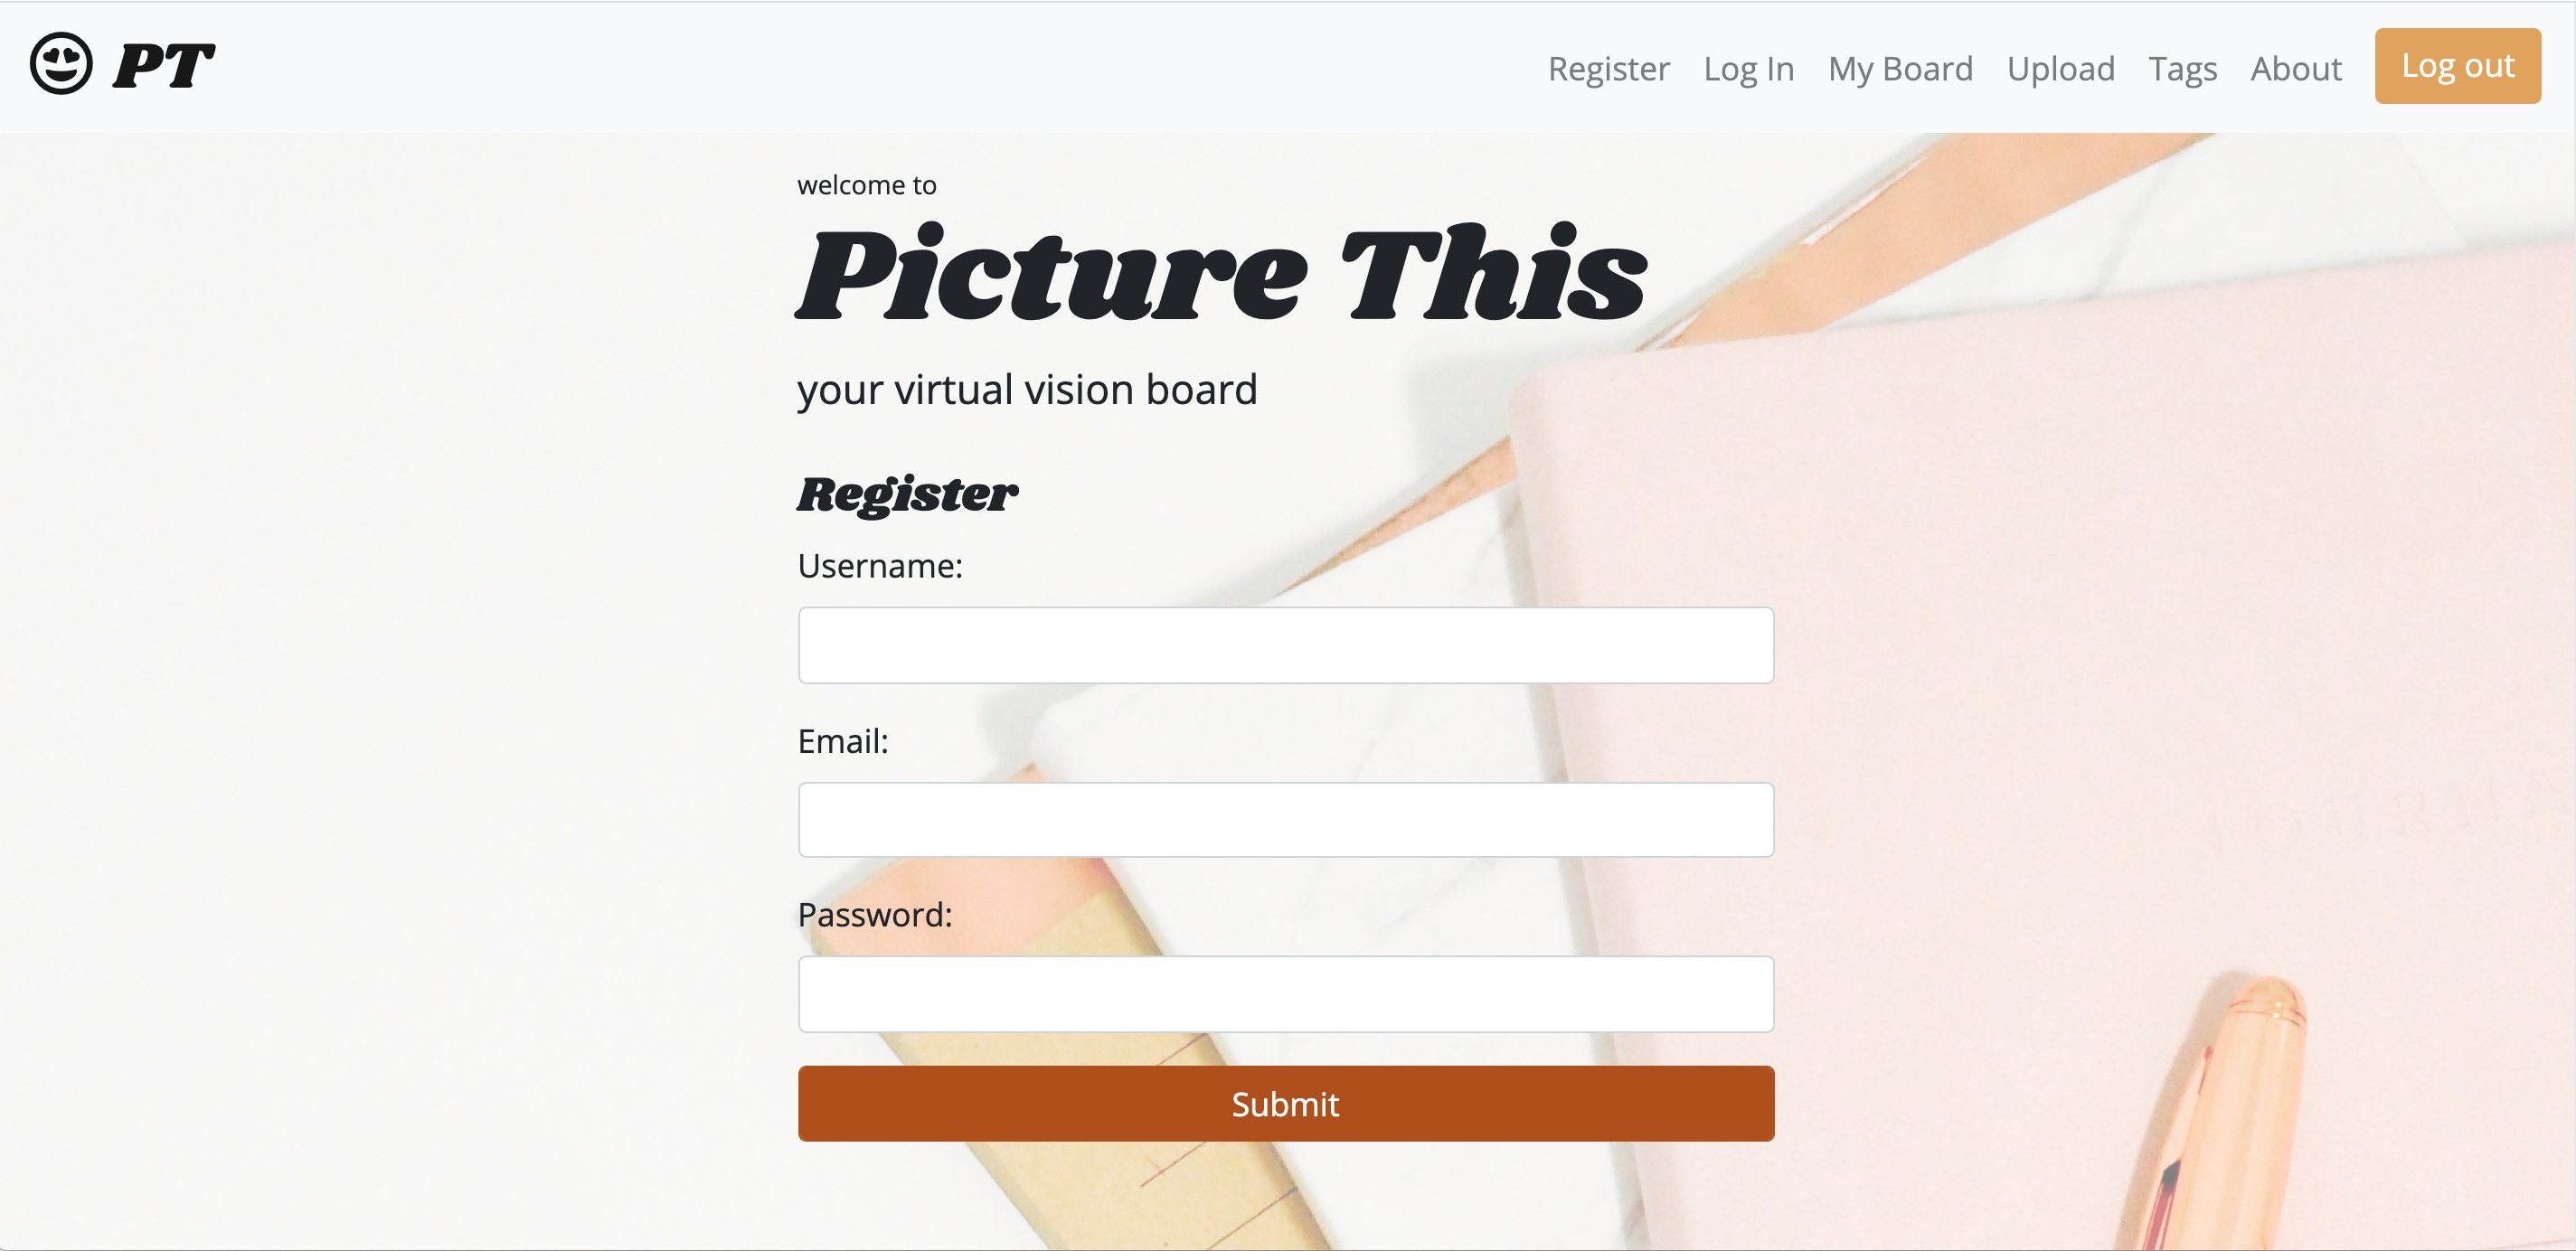 PT
Register Log In My Board Upload Tags About Log out
welcome to
Picture This
your virtual vision board
Register
Username:
Email:
Password:
Submit